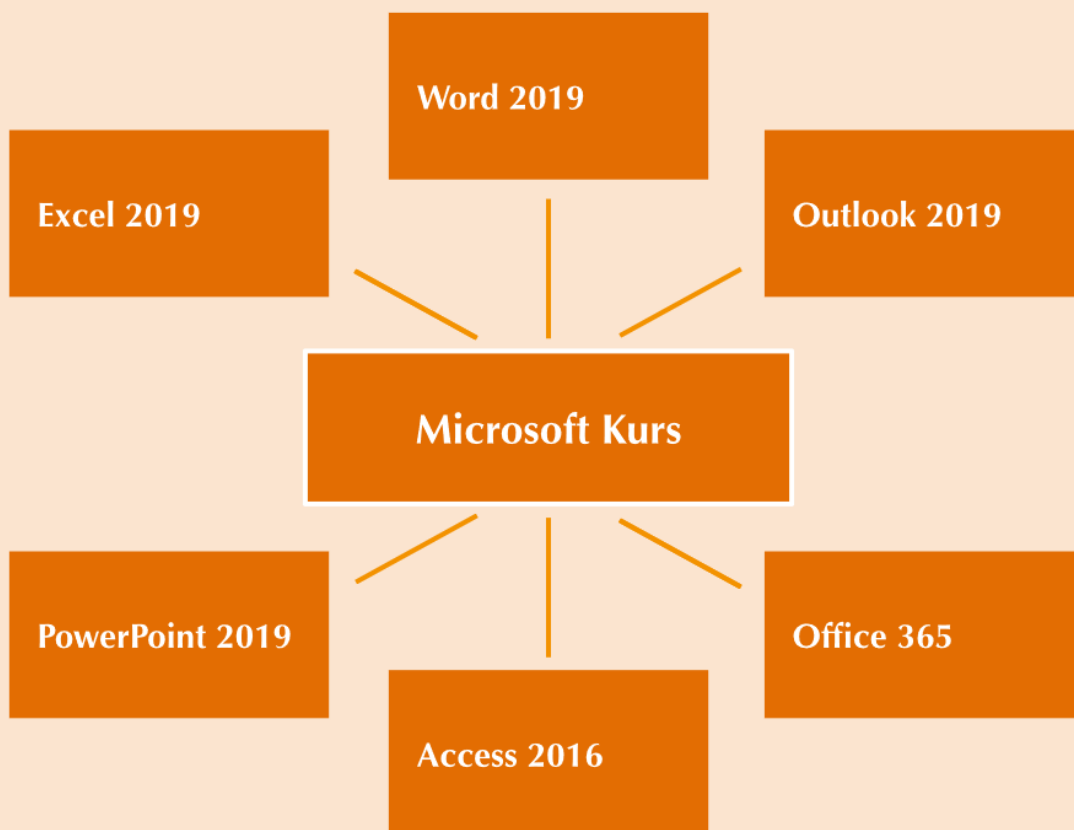 Word 2019
Excel 2019
Outlook 2019
Microsoft Kurs
PowerPoint 2019
Office 365
Access 2016